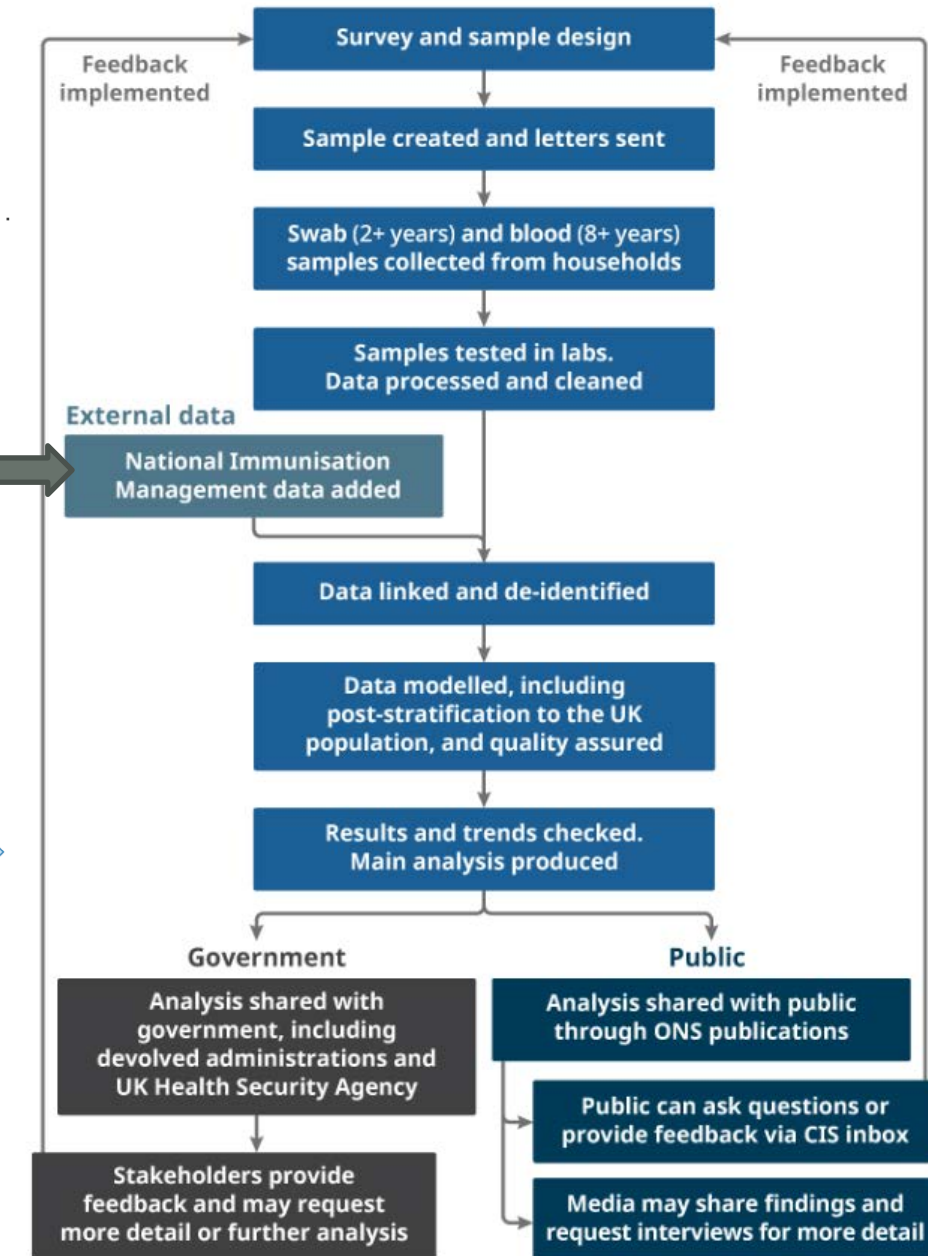 Survey and sample design
Feedback
implemented
Feedback
implemented
Sample created and letters sent
Swab (2+ years) and blood (8+ years)
samples collected from households
Samples tested in labs.
Data processed and cleaned
External data
National Immunisation
Management data added
Data linked and de-identified
Data modelled, including
post-stratification to the UK
population, and quality assured
Results and trends checked.
Main analysis produced
Government
Analysis shared with
government, including
devolved administrations and
UK Health Security Agency
Stakeholders provide
feedback and may request
more detail or further analysis
Public
Analysis shared with public
through ONS publications
Public can ask questions or
provide feedback via CIS inbox
Media may share findings and
request interviews for more detail